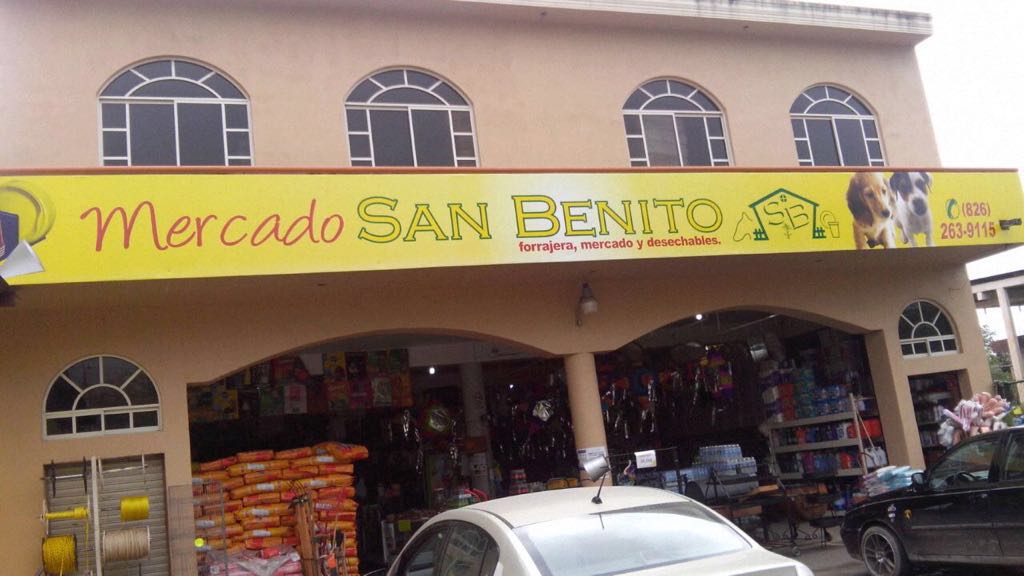 Mercado SAN BENITO
forrajera, mercado y desechables.
SB
(826)
263-9115